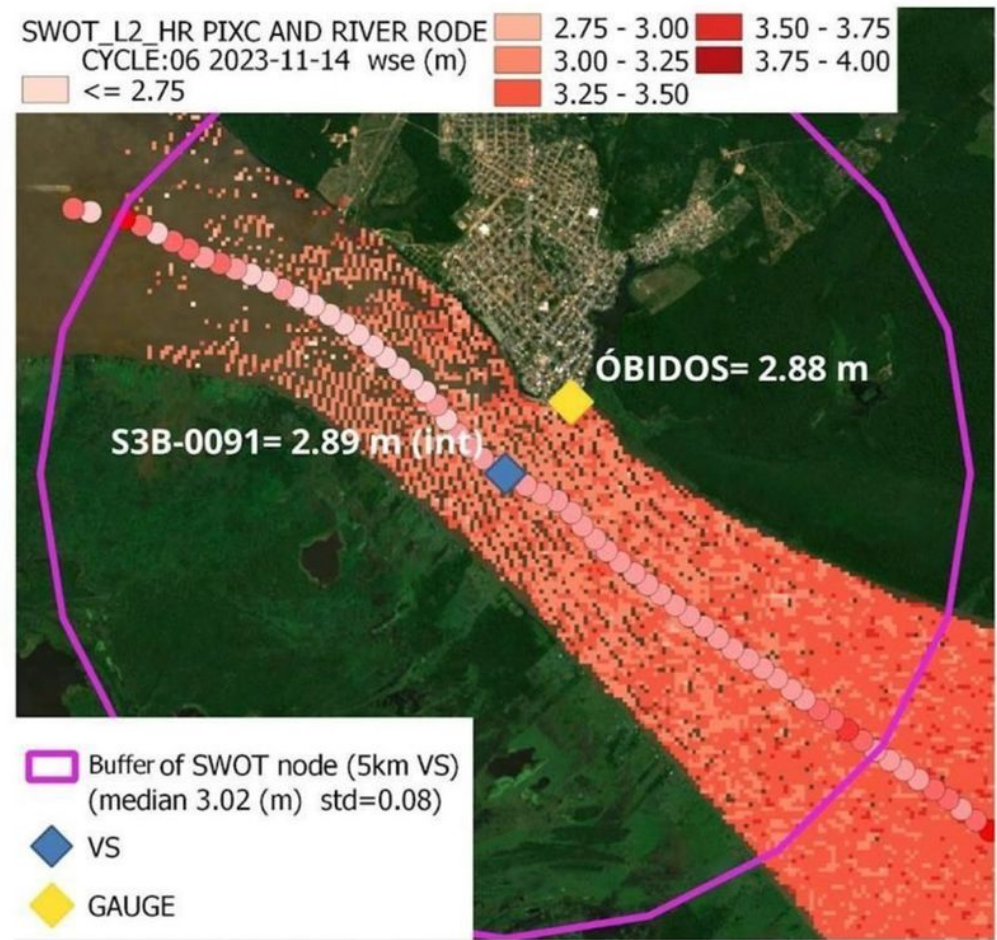 SWOT_L2_HR PIXC AND RIVER RODE
CYCLE:06 2023-11-14 wse (m)
<= 2.75
2.75 - 3.00
3.00 - 3.25
3.25 - 3.50
3.50 - 3.75
3.75 - 4.00
ÓBIDOS= 2.88 m
S3B-0091= 2.89 m (int)
Buffer of SWOT node (5km VS)
(median 3.02 (m) std=0.08)
VS
GAUGE